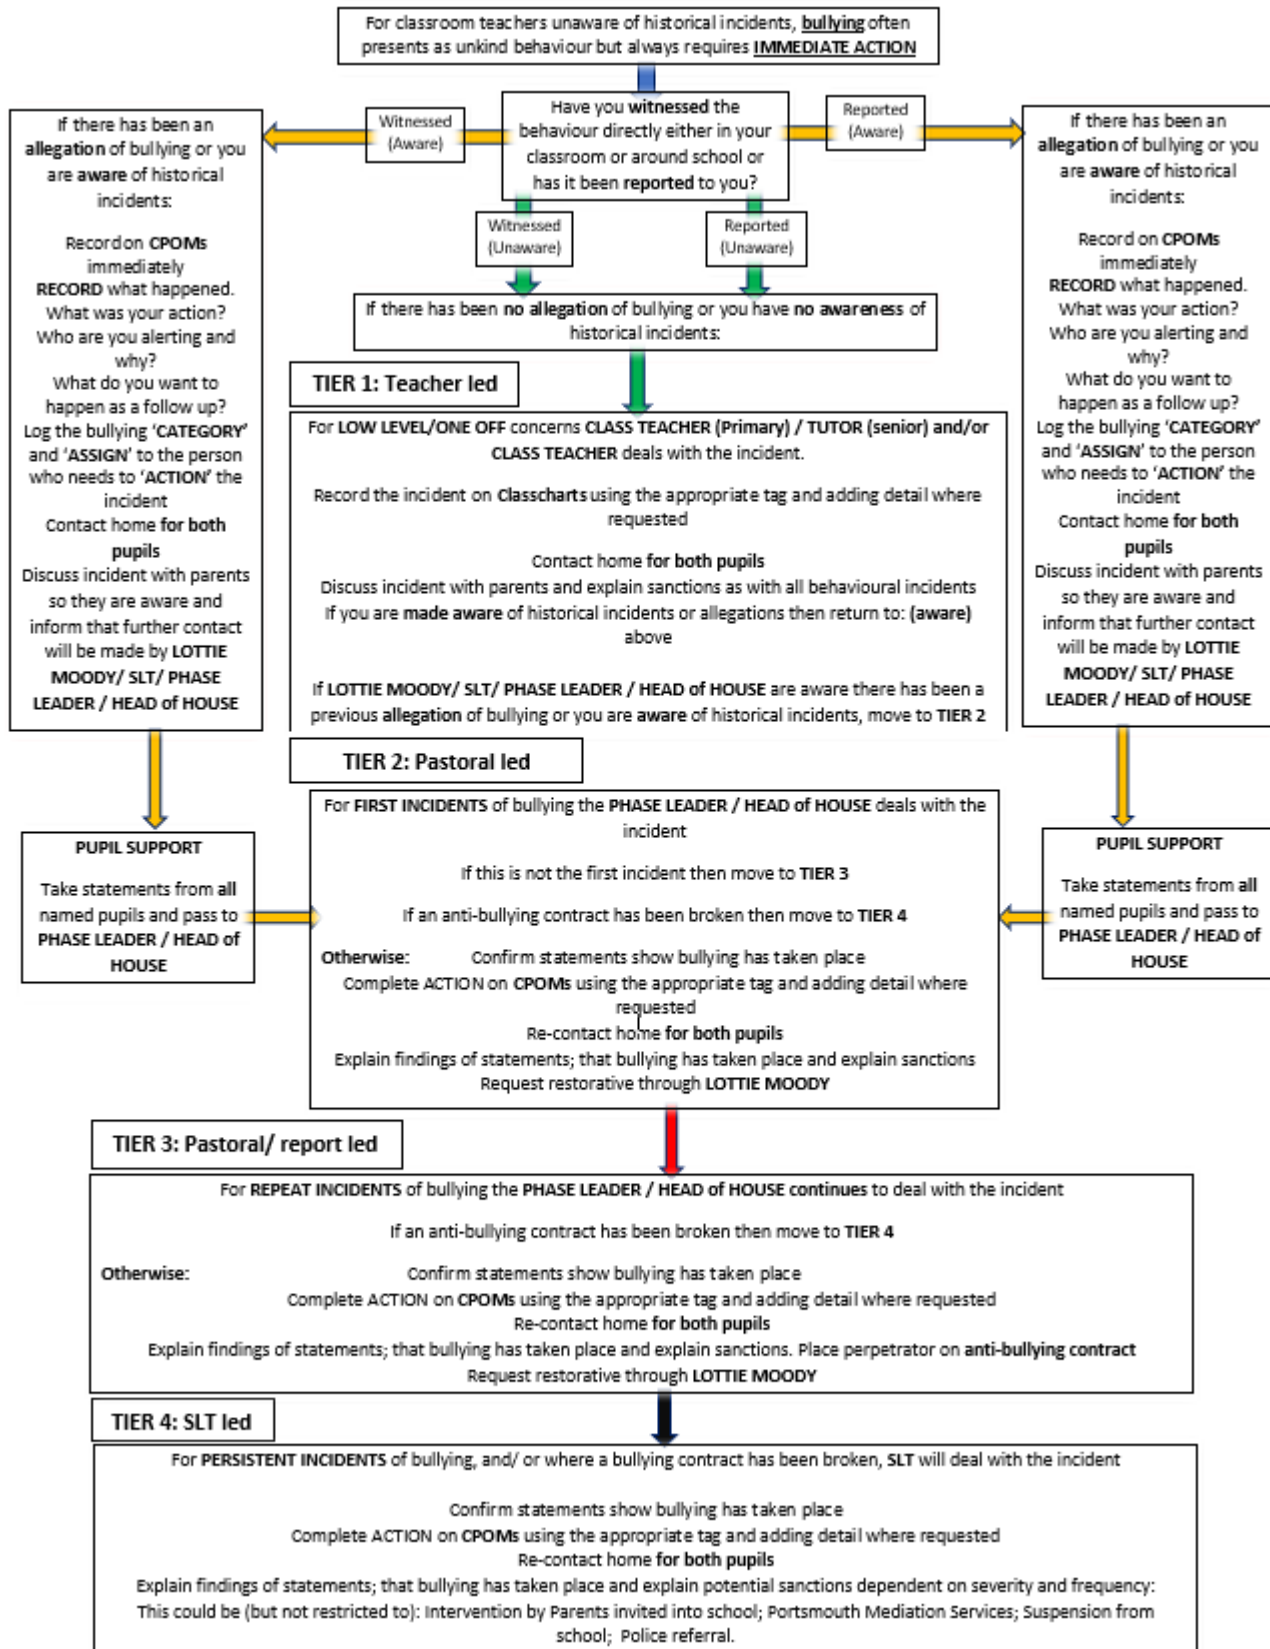 For classroom teachers unaware of historical incidents, bullying often
presents as unkind behaviour but always requires IMMEDIATE ACTION
Have you witnessed the
behaviour directly either in your
classroom or around school or
has it been reported to you?
Witnessed
(Aware)
Reported
(Aware)
Witnessed
(Unaware)
Reported
(Unaware)
If there has been an
allegation of bullying or you
are aware of historical
incidents:
Record on CPOMs
immediately
RECORD what happened.
What was your action?
Who are you alerting and
why?
What do you want to
happen as a follow up?
Log the bullying ‘CATEGORY’
and ‘ASSIGN’ to the person
who needs to ‘ACTION’ the
incident
Contact home for both
pupils
Discuss incident with parents
so they are aware and
inform that further contact
will be made by LOTTIE
MOODY/ SLT/ PHASE
LEADER / HEAD of HOUSE
If there has been an
allegation of bullying or you
are aware of historical
incidents:
Record on CPOMs
immediately
RECORD what happened.
What was your action?
Who are you alerting and
why?
What do you want to
happen as a follow up?
Log the bullying ‘CATEGORY’
and ‘ASSIGN’ to the person
who needs to ‘ACTION’ the
incident
Contact home for both
pupils
Discuss incident with parents
so they are aware and
inform that further contact
will be made by LOTTIE
MOODY/ SLT/ PHASE
LEADER / HEAD of HOUSE
If there has been no allegation of bullying or you have no awareness of
historical incidents:
TIER 1: Teacher led
For LOW LEVEL/ONE OFF concerns CLASS TEACHER (Primary) / TUTOR (senior) and/or
CLASS TEACHER deals with the incident.
Record the incident on Classcharts using the appropriate tag and adding detail where
requested
Contact home for both pupils
Discuss incident with parents and explain sanctions as with all behavioural incidents
If you are made aware of historical incidents or allegations then return to: (aware)
above
If LOTTIE MOODY/ SLT/ PHASE LEADER / HEAD of HOUSE are aware there has been a
previous allegation of bullying or you are aware of historical incidents, move to TIER 2
TIER 2: Pastoral led
For FIRST INCIDENTS of bullying the PHASE LEADER / HEAD of HOUSE deals with the
incident
If this is not the first incident then move to TIER 3
If an anti-bullying contract has been broken then move to TIER 4
Otherwise: Confirm statements show bullying has taken place
Complete ACTION on CPOMs using the appropriate tag and adding detail where
requested
Re-contact home for both pupils
Explain findings of statements; that bullying has taken place and explain sanctions
Request restorative through LOTTIE MOODY
PUPIL SUPPORT
Take statements from all
named pupils and pass to
PHASE LEADER / HEAD of
HOUSE
PUPIL SUPPORT
Take statements from all
named pupils and pass to
PHASE LEADER / HEAD of
HOUSE
TIER 3: Pastoral/ report led
For REPEAT INCIDENTS of bullying the PHASE LEADER / HEAD of HOUSE continues to deal with the incident
If an anti-bullying contract has been broken then move to TIER 4
Otherwise: Confirm statements show bullying has taken place
Complete ACTION on CPOMs using the appropriate tag and adding detail where requested
Re-contact home for both pupils
Explain findings of statements; that bullying has taken place and explain sanctions. Place perpetrator on anti-bullying contract
Request restorative through LOTTIE MOODY
TIER 4: SLT led
For PERSISTENT INCIDENTS of bullying, and/ or where a bullying contract has been broken, SLT will deal with the incident
Confirm statements show bullying has taken place
Complete ACTION on CPOMs using the appropriate tag and adding detail where requested
Re-contact home for both pupils
Explain findings of statements; that bullying has taken place and explain potential sanctions dependent on severity and frequency:
This could be (but not restricted to): Intervention by Parents invited into school; Portsmouth Mediation Services; Suspension from
school; Police referral.